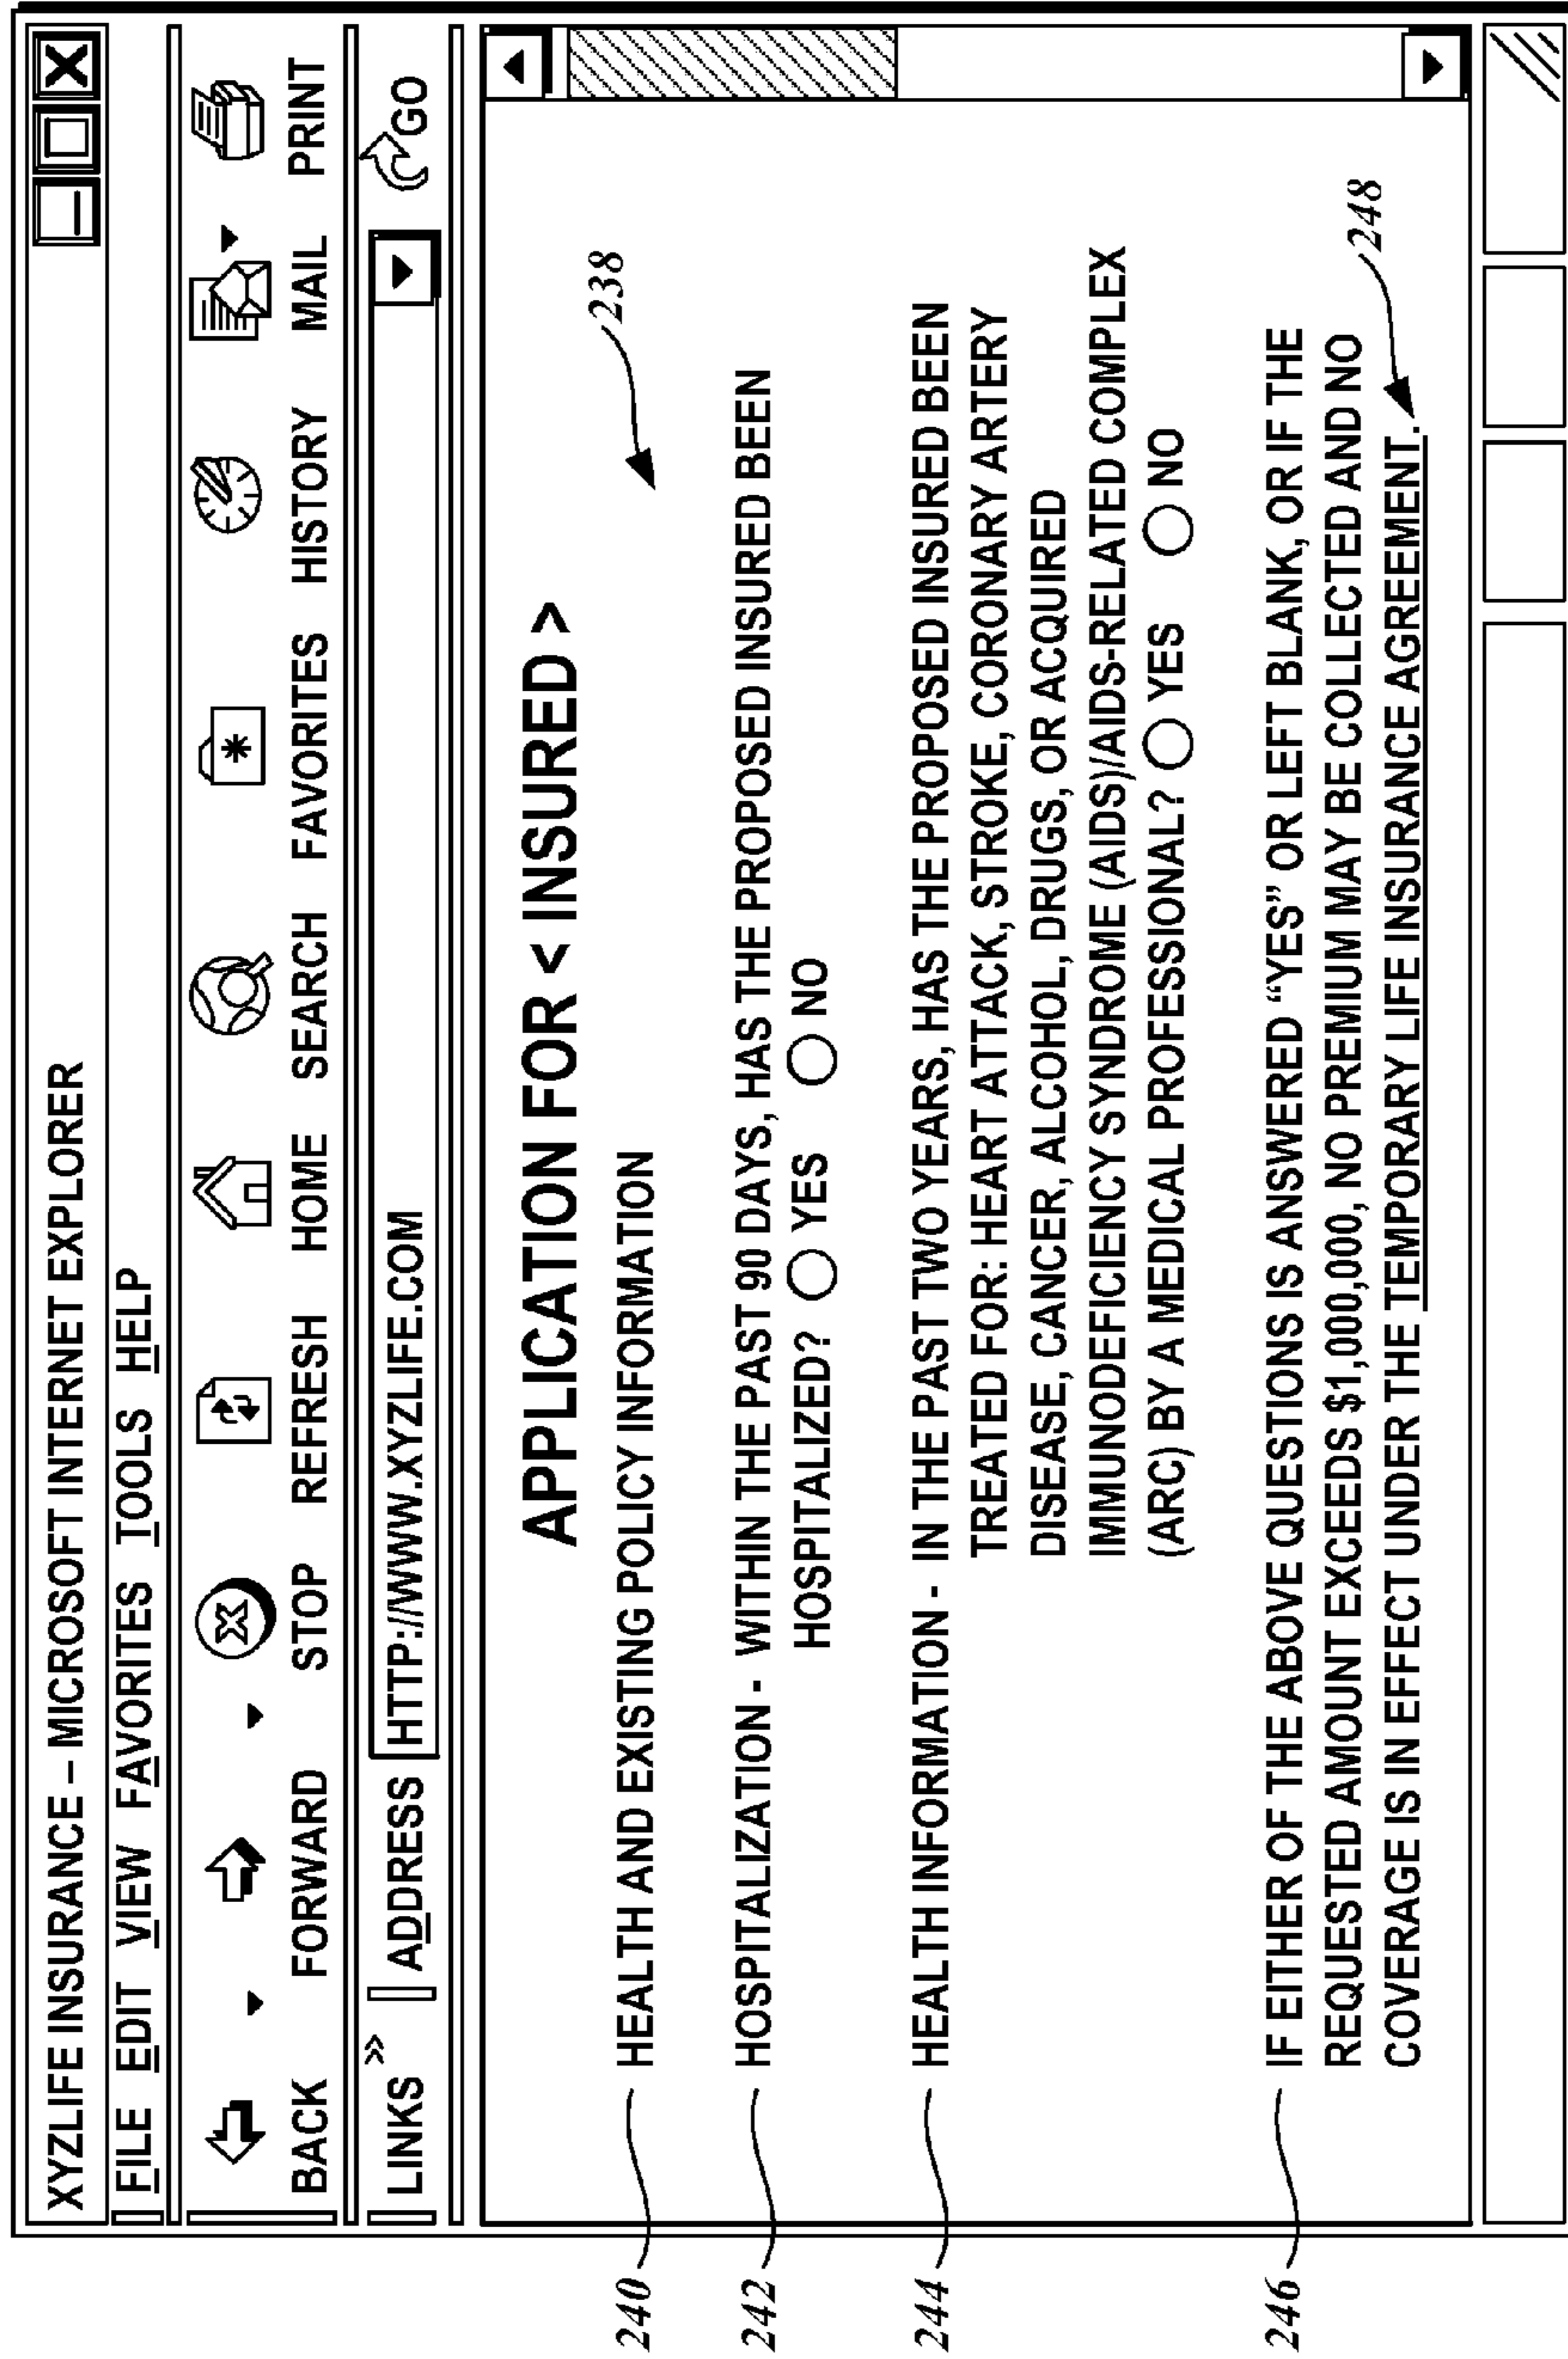 XYZLIFE INSURANCE – MICROSOFT INTERNET EXPLORER
FILE EDIT VIEW FAVORITES TOOLS HELP
BACK FORWARD STOP REFRESH HOME SEARCH FAVORITES HISTORY MAIL PRINT
LINKS » ADDRESS HTTP://WWW.XYZLIFE.COM GO
APPLICATION FOR < INSURED >
238
240 HEALTH AND EXISTING POLICY INFORMATION
242 HOSPITALIZATION - WITHIN THE PAST 90 DAYS, HAS THE PROPOSED INSURED BEEN
HOSPITALIZED? YES NO
244 HEALTH INFORMATION - IN THE PAST TWO YEARS, HAS THE PROPOSED INSURED BEEN
TREATED FOR: HEART ATTACK, STROKE, CORONARY ARTERY
DISEASE, CANCER, ALCOHOL, DRUGS, OR ACQUIRED
IMMUNODEFICIENCY SYNDROME (AIDS)/AIDS-RELATED COMPLEX
(ARC) BY A MEDICAL PROFESSIONAL? YES NO
246 IF EITHER OF THE ABOVE QUESTIONS IS ANSWERED “YES” OR LEFT BLANK, OR IF THE
REQUESTED AMOUNT EXCEEDS $1,000,000, NO PREMIUM MAY BE COLLECTED AND NO
COVERAGE IS IN EFFECT UNDER THE TEMPORARY LIFE INSURANCE AGREEMENT.
248